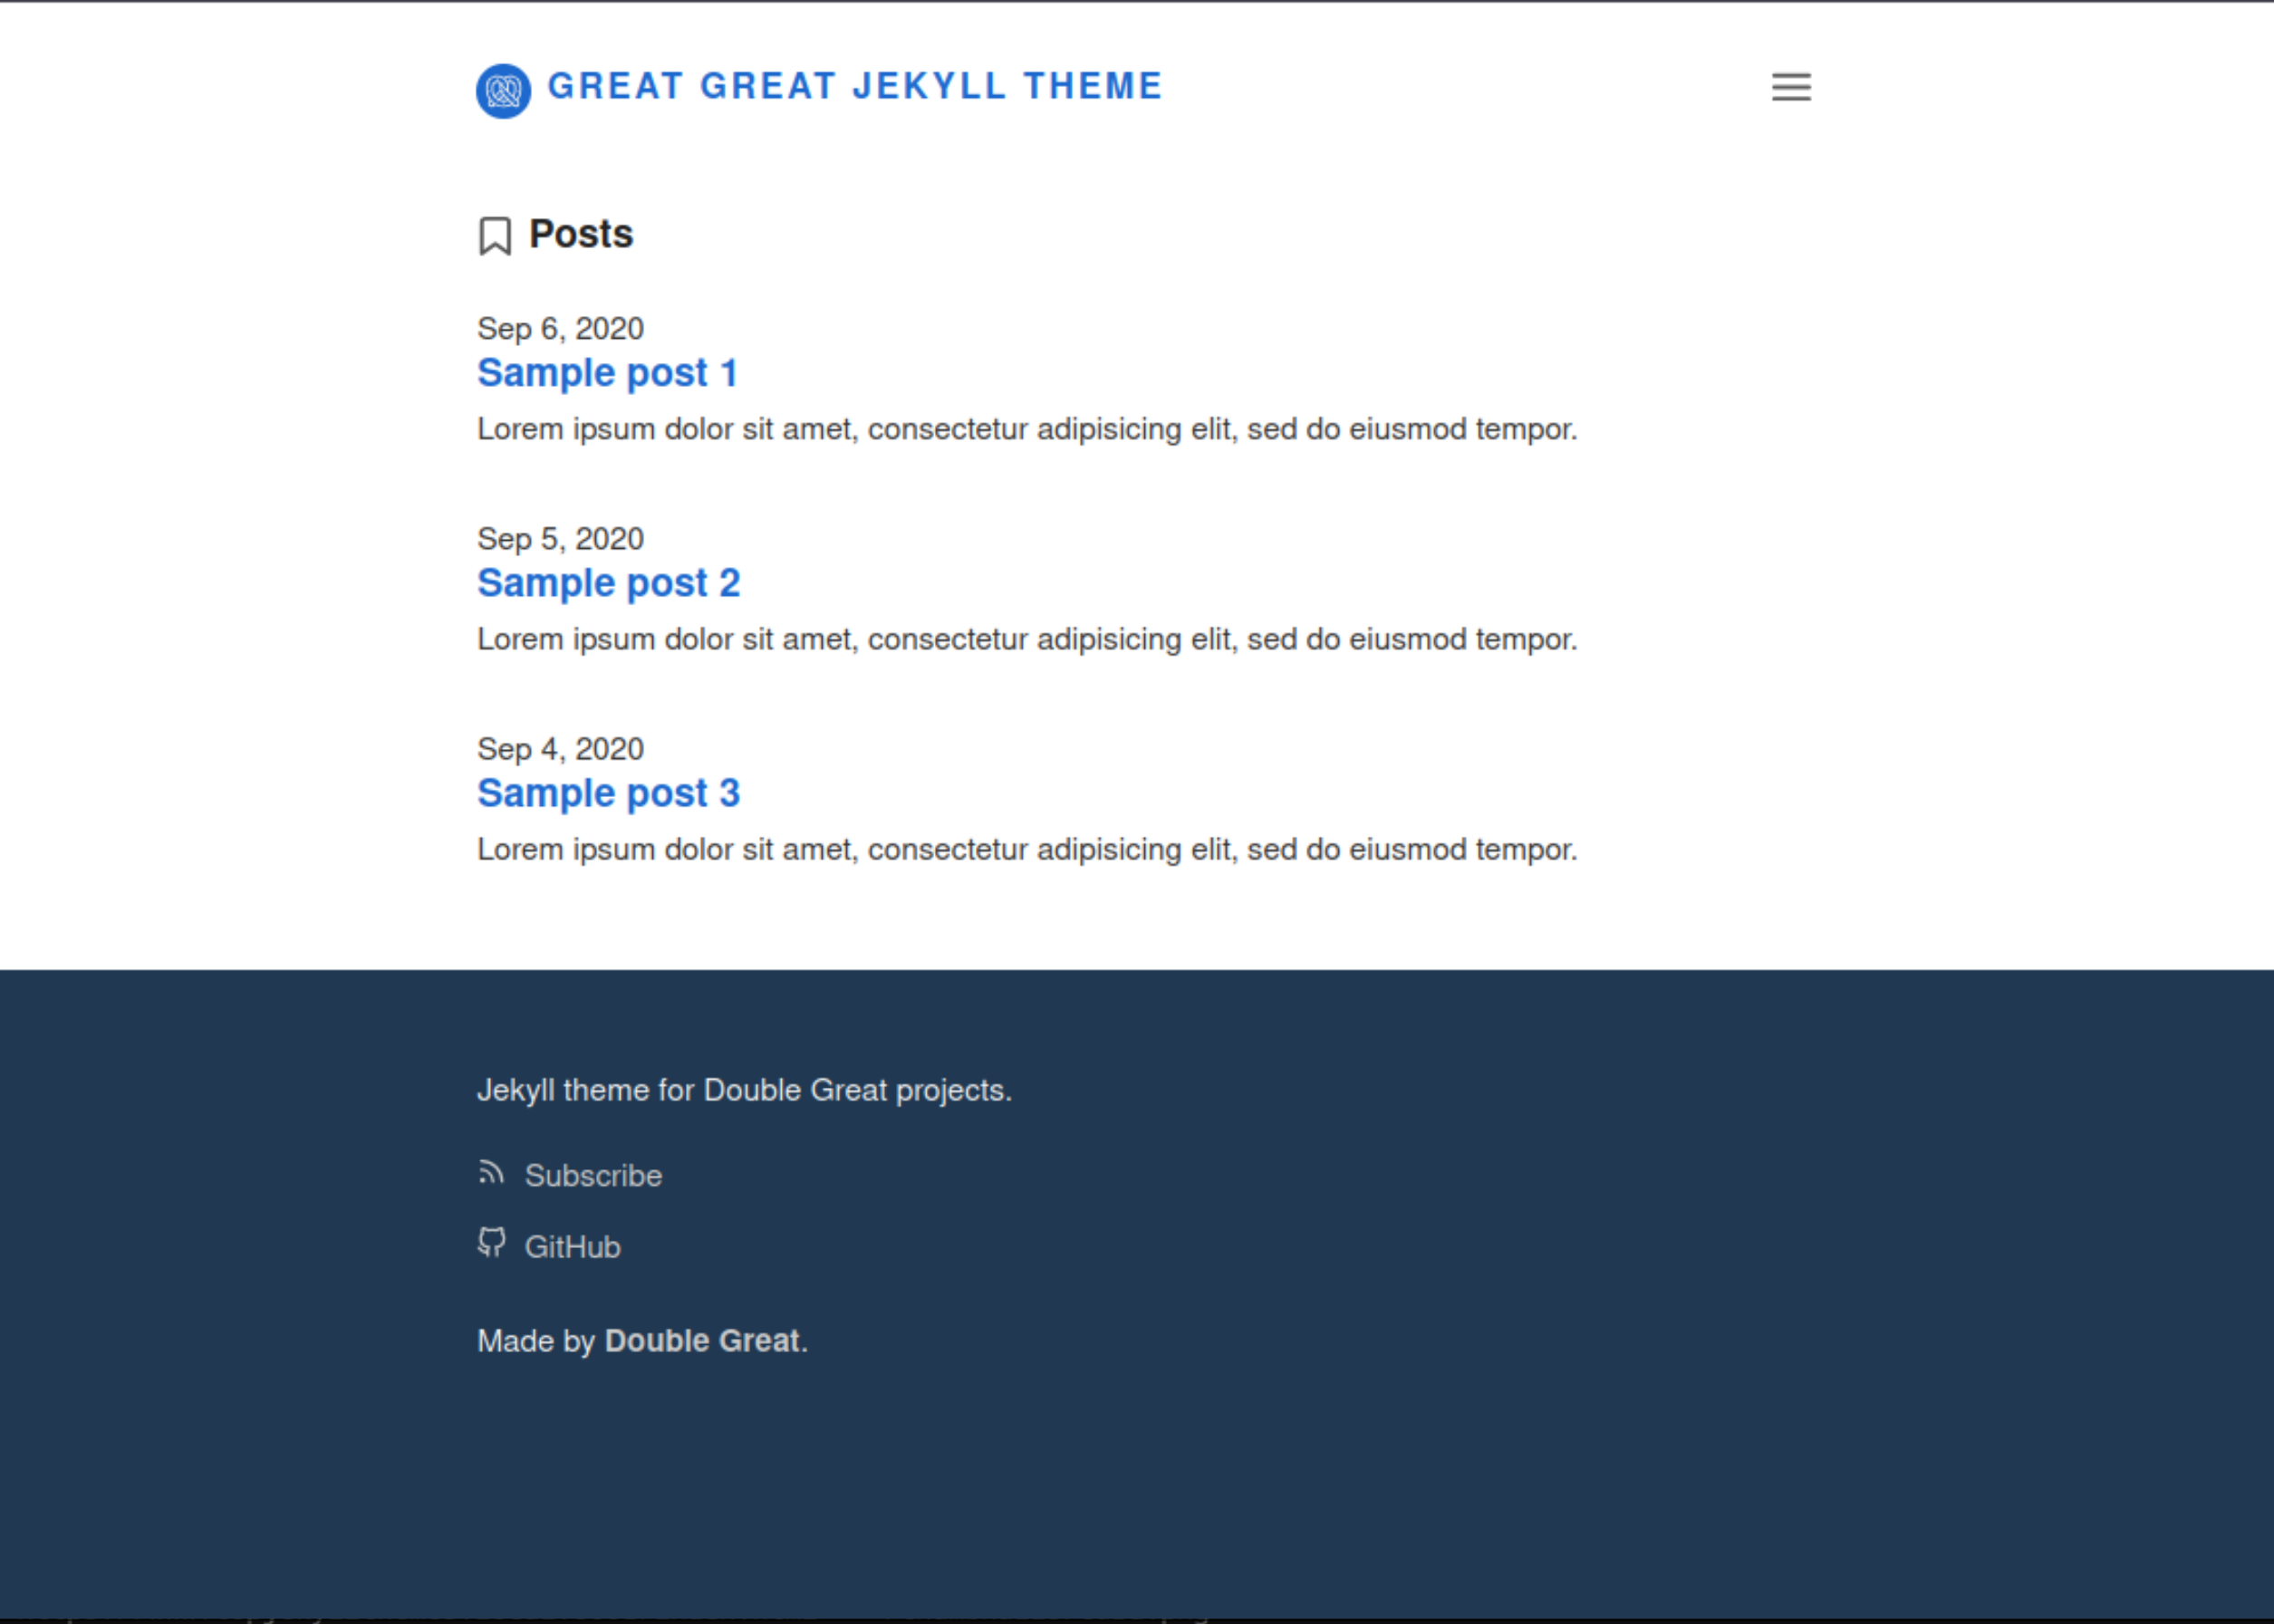 GREAT GREAT JEKYLL THEME
Posts
Sep 6, 2020
Sample post 1
Lorem ipsum dolor sit amet, consectetur adipisicing elit, sed do eiusmod tempor.
Sep 5, 2020
Sample post 2
Lorem ipsum dolor sit amet, consectetur adipisicing elit, sed do eiusmod tempor.
Sep 4, 2020
Sample post 3
Lorem ipsum dolor sit amet, consectetur adipisicing elit, sed do eiusmod tempor.
Jekyll theme for Double Great projects.
Subscribe
GitHub
Made by Double Great.